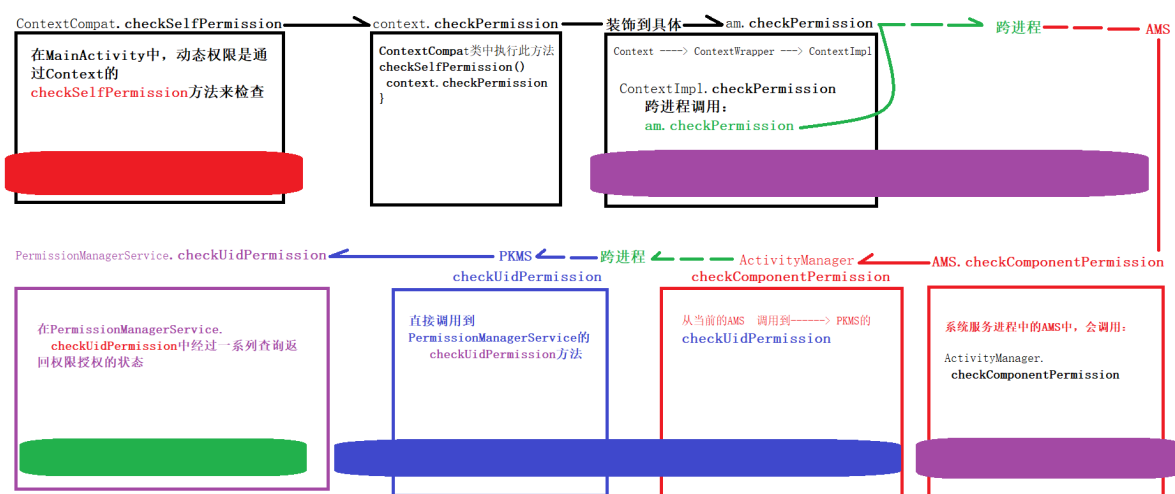 ContextCompat.checkSelfPermission
context.checkPermission
装饰到具体
am.checkPermission
跨进程
AMS
在MainActivity中，动态权限是通
过Context的
checkSelfPermission方法来检查
ContextCompat类中执行此方法
checkSelfPermission()
context.checkPermission
}
Context ----> ContextWrapper ---> ContextImpl
ContextImpl.checkPermission
跨进程调用：
am.checkPermission
PermissionManagerService.checkUidPermission
PKMS
checkUidPermission
跨进程
ActivityManager
checkComponentPermission
AMS.checkComponentPermission
在PermissionManagerService.
checkUidPermission中经过一系列查询返
回权限授权的状态
直接调用到
PermissionManagerService的
checkUidPermission方法
从当前的AMS 调用到------> PKMS的
checkUidPermission
系统服务进程中的AMS中，会调用：
ActivityManager.
checkComponentPermission